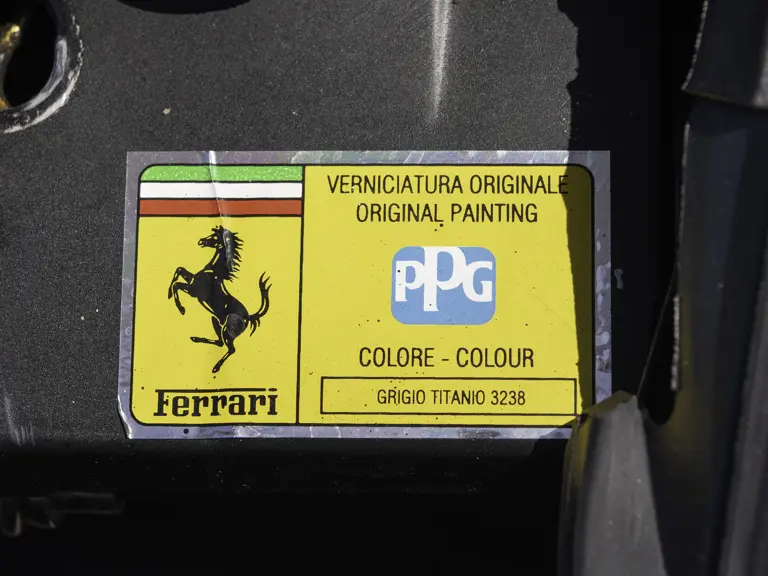 VERNICIATURA ORIGINALE
ORIGINAL PAINTING
PPG
COLORE - COLOUR
GRIGIO TITANIO 3238
Ferrari